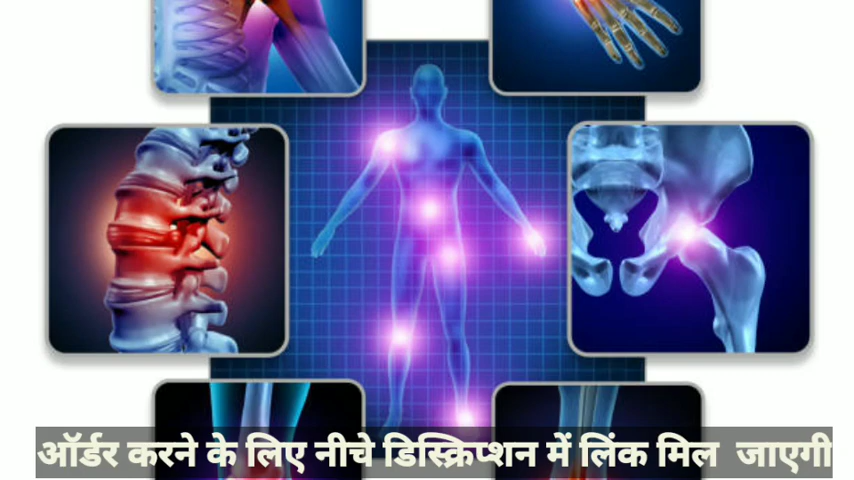 ऑर्डर करने के लिए नीचे डिस्क्रिप्शन में लिंक मिल जाएगी